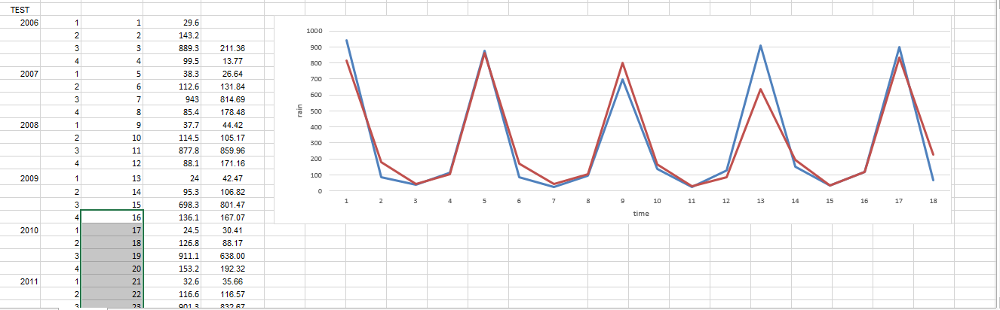 TEST
2006 1 1 29.6
2 2 143.2
3 3 889.3 211.36
4 4 99.5 13.77
2007 1 5 38.3 26.64
2 6 112.6 131.84
3 7 943 814.69
4 8 85.4 178.48
2008 1 9 37.7 44.42
2 10 114.5 105.17
3 11 877.8 859.96
4 12 88.1 171.16
2009 1 13 24 42.47
2 14 95.3 106.82
3 15 698.3 801.47
4 16 136.1 167.07
2010 1 17 24.5 30.41
2 18 126.8 88.17
3 19 911.1 638.00
4 20 153.2 192.32
2011 1 21 32.6 35.66
2 22 116.6 116.57
3 23 901.3 832.67
1000
900
800
700
600
500
400
300
200
100
0
rain
1 2 3 4 5 6 7 8 9 10 11 12 13 14 15 16 17 18
time